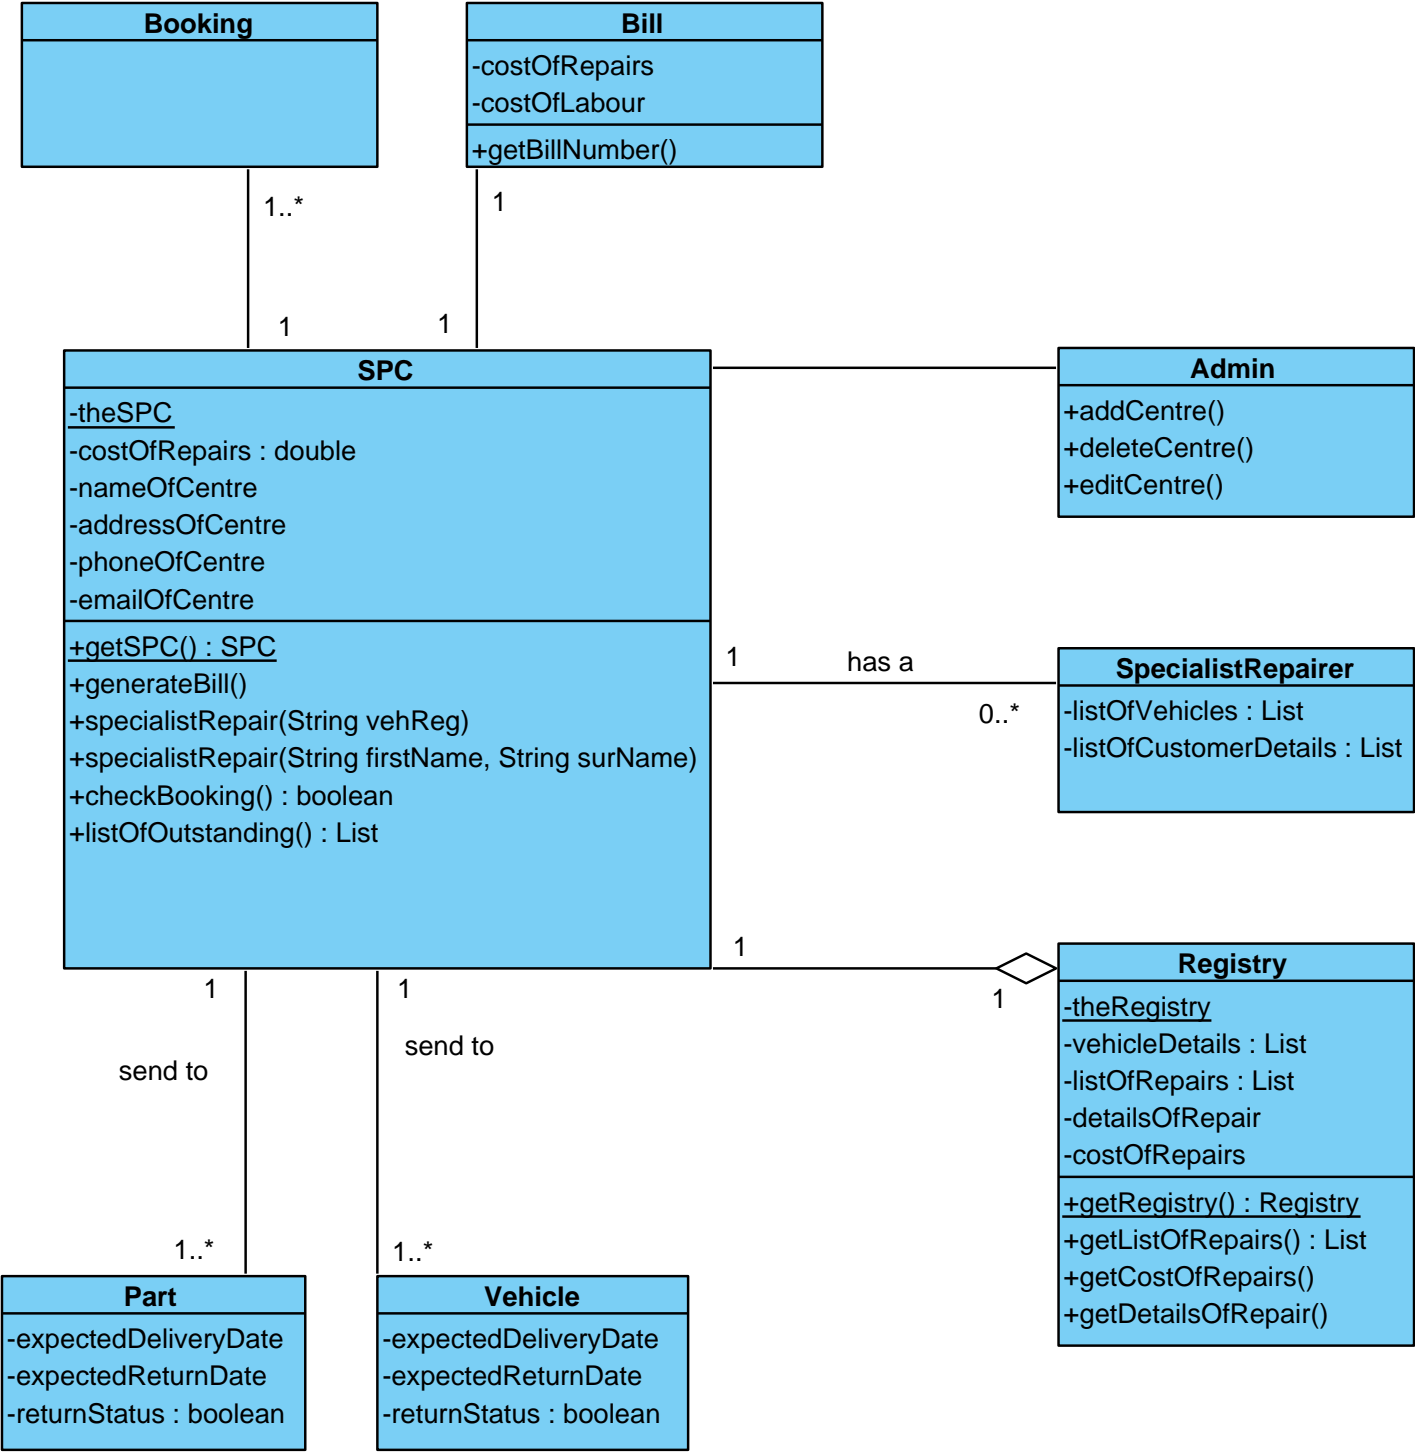 Booking
Bill
-costOfRepairs
-costOfLabour
+getBillNumber()
1..*
1
1
1
SPC
-theSPC
-costOfRepairs : double
-nameOfCentre
-addressOfCentre
-phoneOfCentre
-emailOfCentre
+getSPC() : SPC
+generateBill()
+specialistRepair(String vehReg)
+specialistRepair(String firstName, String surName)
+checkBooking() : boolean
+listOfOutstanding() : List
Admin
+addCentre()
+deleteCentre()
+editCentre()
1
has a
0..*
SpecialistRepairer
-listOfVehicles : List
-listOfCustomerDetails : List
1
1
Registry
-theRegistry
-vehicleDetails : List
-listOfRepairs : List
-detailsOfRepair
-costOfRepairs
+getRegistry() : Registry
+getListOfRepairs() : List
+getCostOfRepairs()
+getDetailsOfRepair()
1
1
send to
send to
1..*
1..*
Part
-expectedDeliveryDate
-expectedReturnDate
-returnStatus : boolean
Vehicle
-expectedDeliveryDate
-expectedReturnDate
-returnStatus : boolean